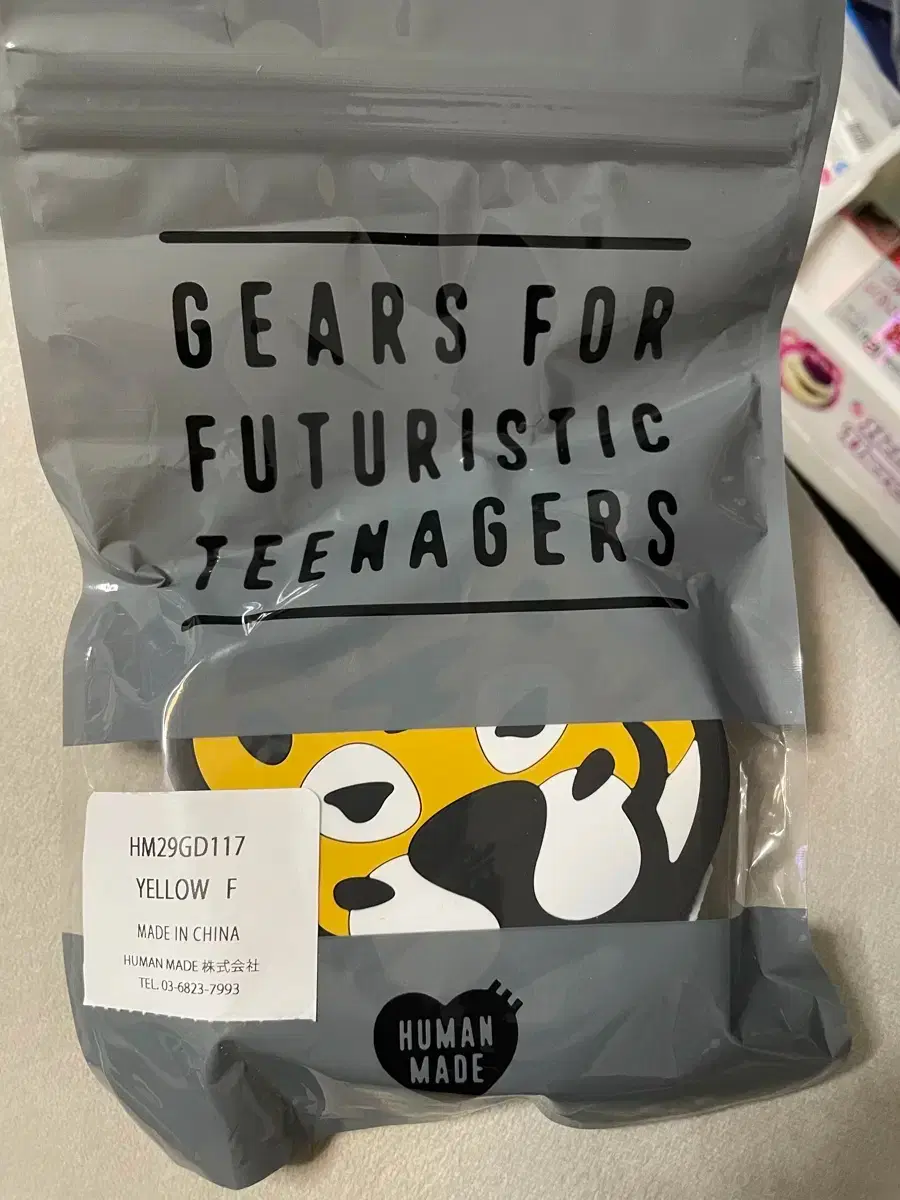 GEARS FOR
FUTURISTIC
TEENAGERS
HM29GD117
YELLOW F
MADE IN CHINA
HUMAN MADE 株式会社
TEL. 03-6823-7993
HUMAN
MADE